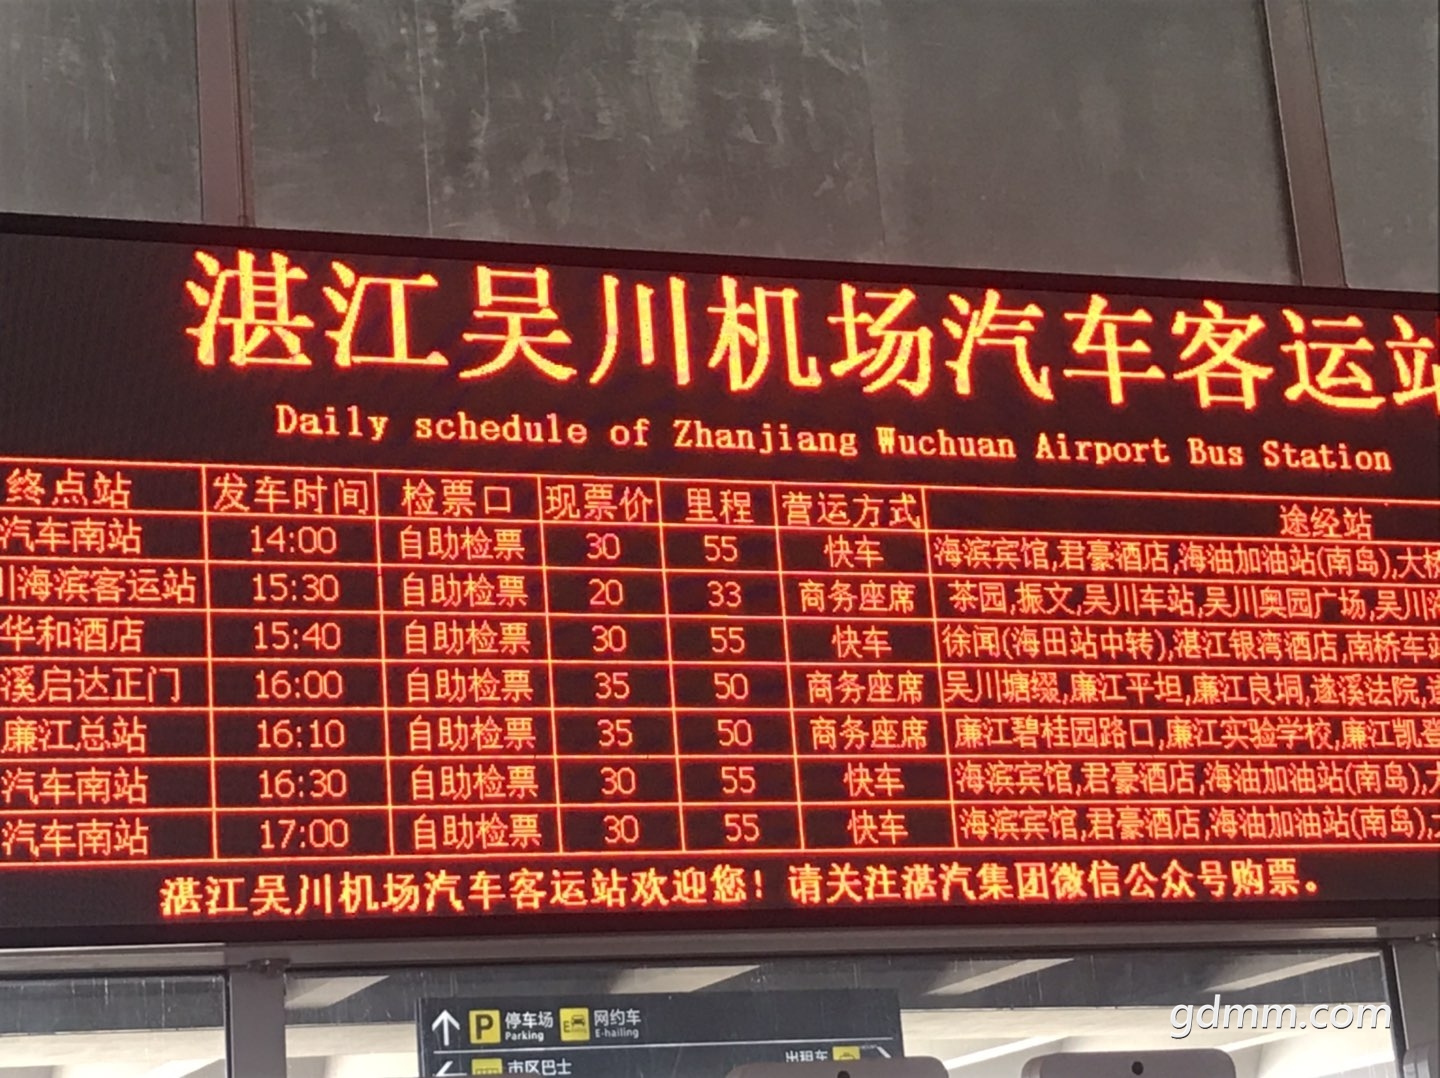 湛江吴川机场汽车客运站
Daily schedule of Zhanjiang Wuchuan Airport Bus Station
终点站 发车时间 检票口 现票价 里程 营运方式 途经站
汽车南站 14:00 自助检票 30 55 快车 海滨宾馆,君豪酒店,海油加油站(南岛),大桥
川海滨客运站 15:30 自助检票 20 33 商务座席 茶园,振文,吴川车站,吴川奥园广场,吴川
华和酒店 15:40 自助检票 30 55 快车 徐闻(海田站中转),湛江银湾酒店,南桥车站
溪启达正门 16:00 自助检票 35 50 商务座席 吴川塘缀,廉江平坦,廉江良垌,遂溪法院,
廉江总站 16:10 自助检票 35 50 商务座席 廉江碧桂园路口,廉江实验学校,廉江凯登
汽车南站 16:30 自助检票 30 55 快车 海滨宾馆,君豪酒店,海油加油站(南岛),
汽车南站 17:00 自助检票 30 55 快车 海滨宾馆,君豪酒店,海油加油站(南岛),
湛江吴川机场汽车客运站欢迎您！请关注湛汽集团微信公众号购票。
P 停车场 网约车
Parking E-hailing
市区巴士 出租车
gdmm.com